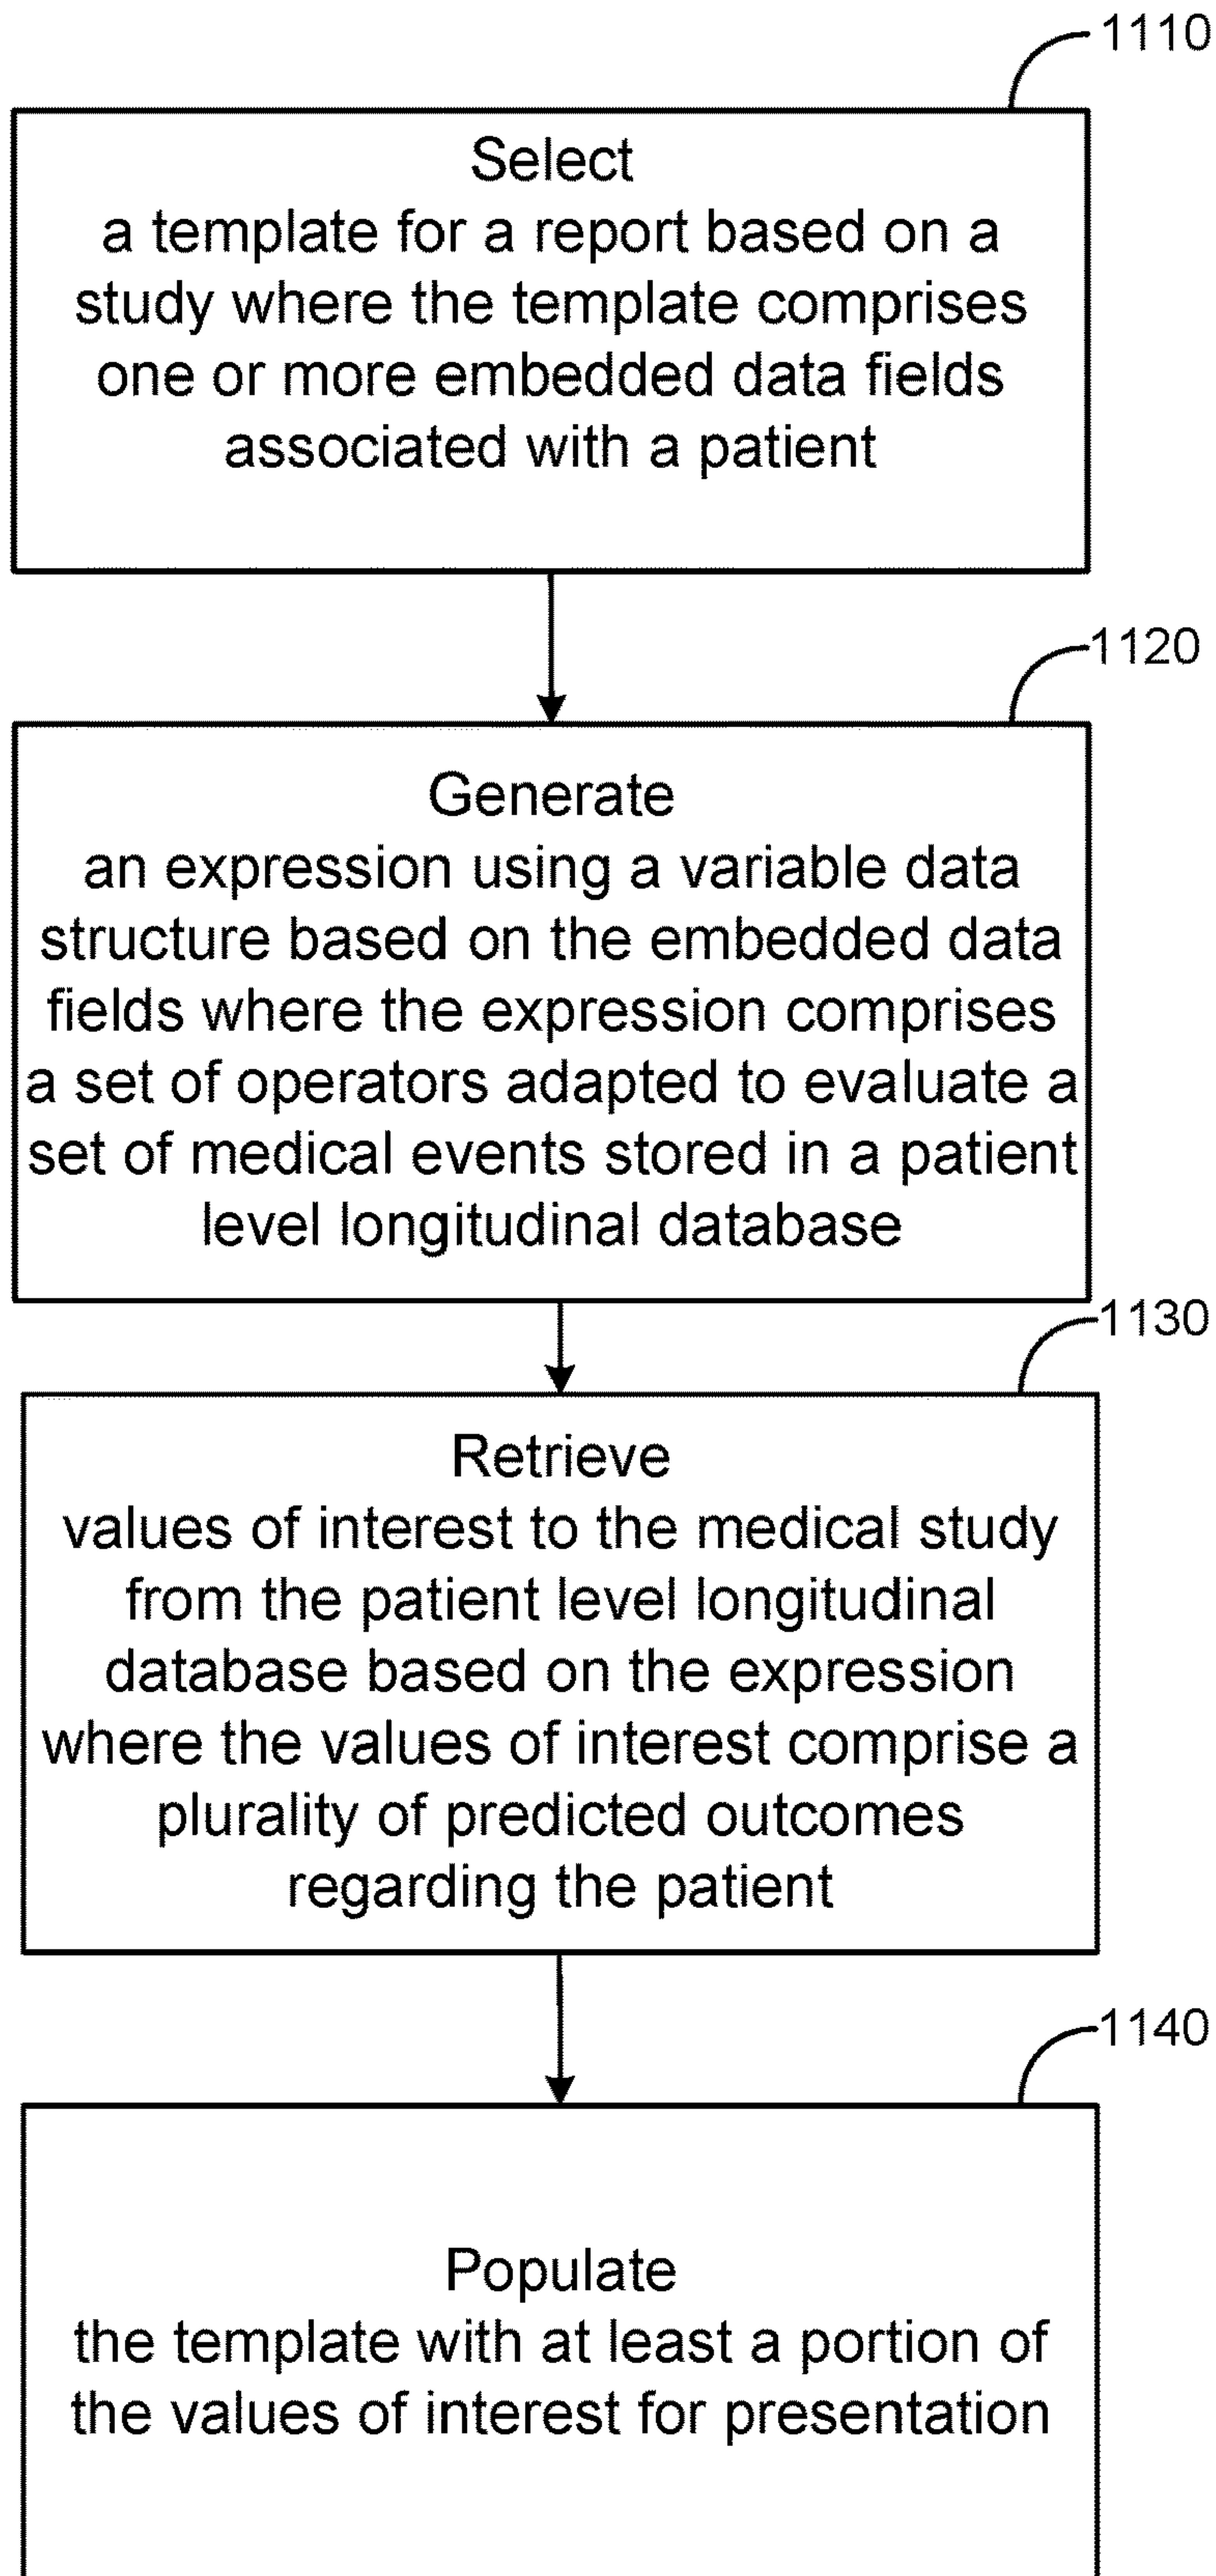 1110
Select
a template for a report based on a
study where the template comprises
one or more embedded data fields
associated with a patient
1120
Generate
an expression using a variable data
structure based on the embedded data
fields where the expression comprises
a set of operators adapted to evaluate a
set of medical events stored in a patient
level longitudinal database
1130
Retrieve
values of interest to the medical study
from the patient level longitudinal
database based on the expression
where the values of interest comprise a
plurality of predicted outcomes
regarding the patient
1140
Populate
the template with at least a portion of
the values of interest for presentation